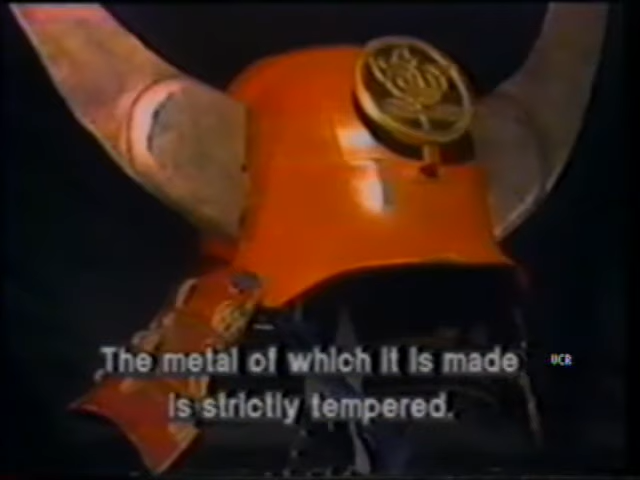 The metal of which it is made
UCR
is strictly tempered.